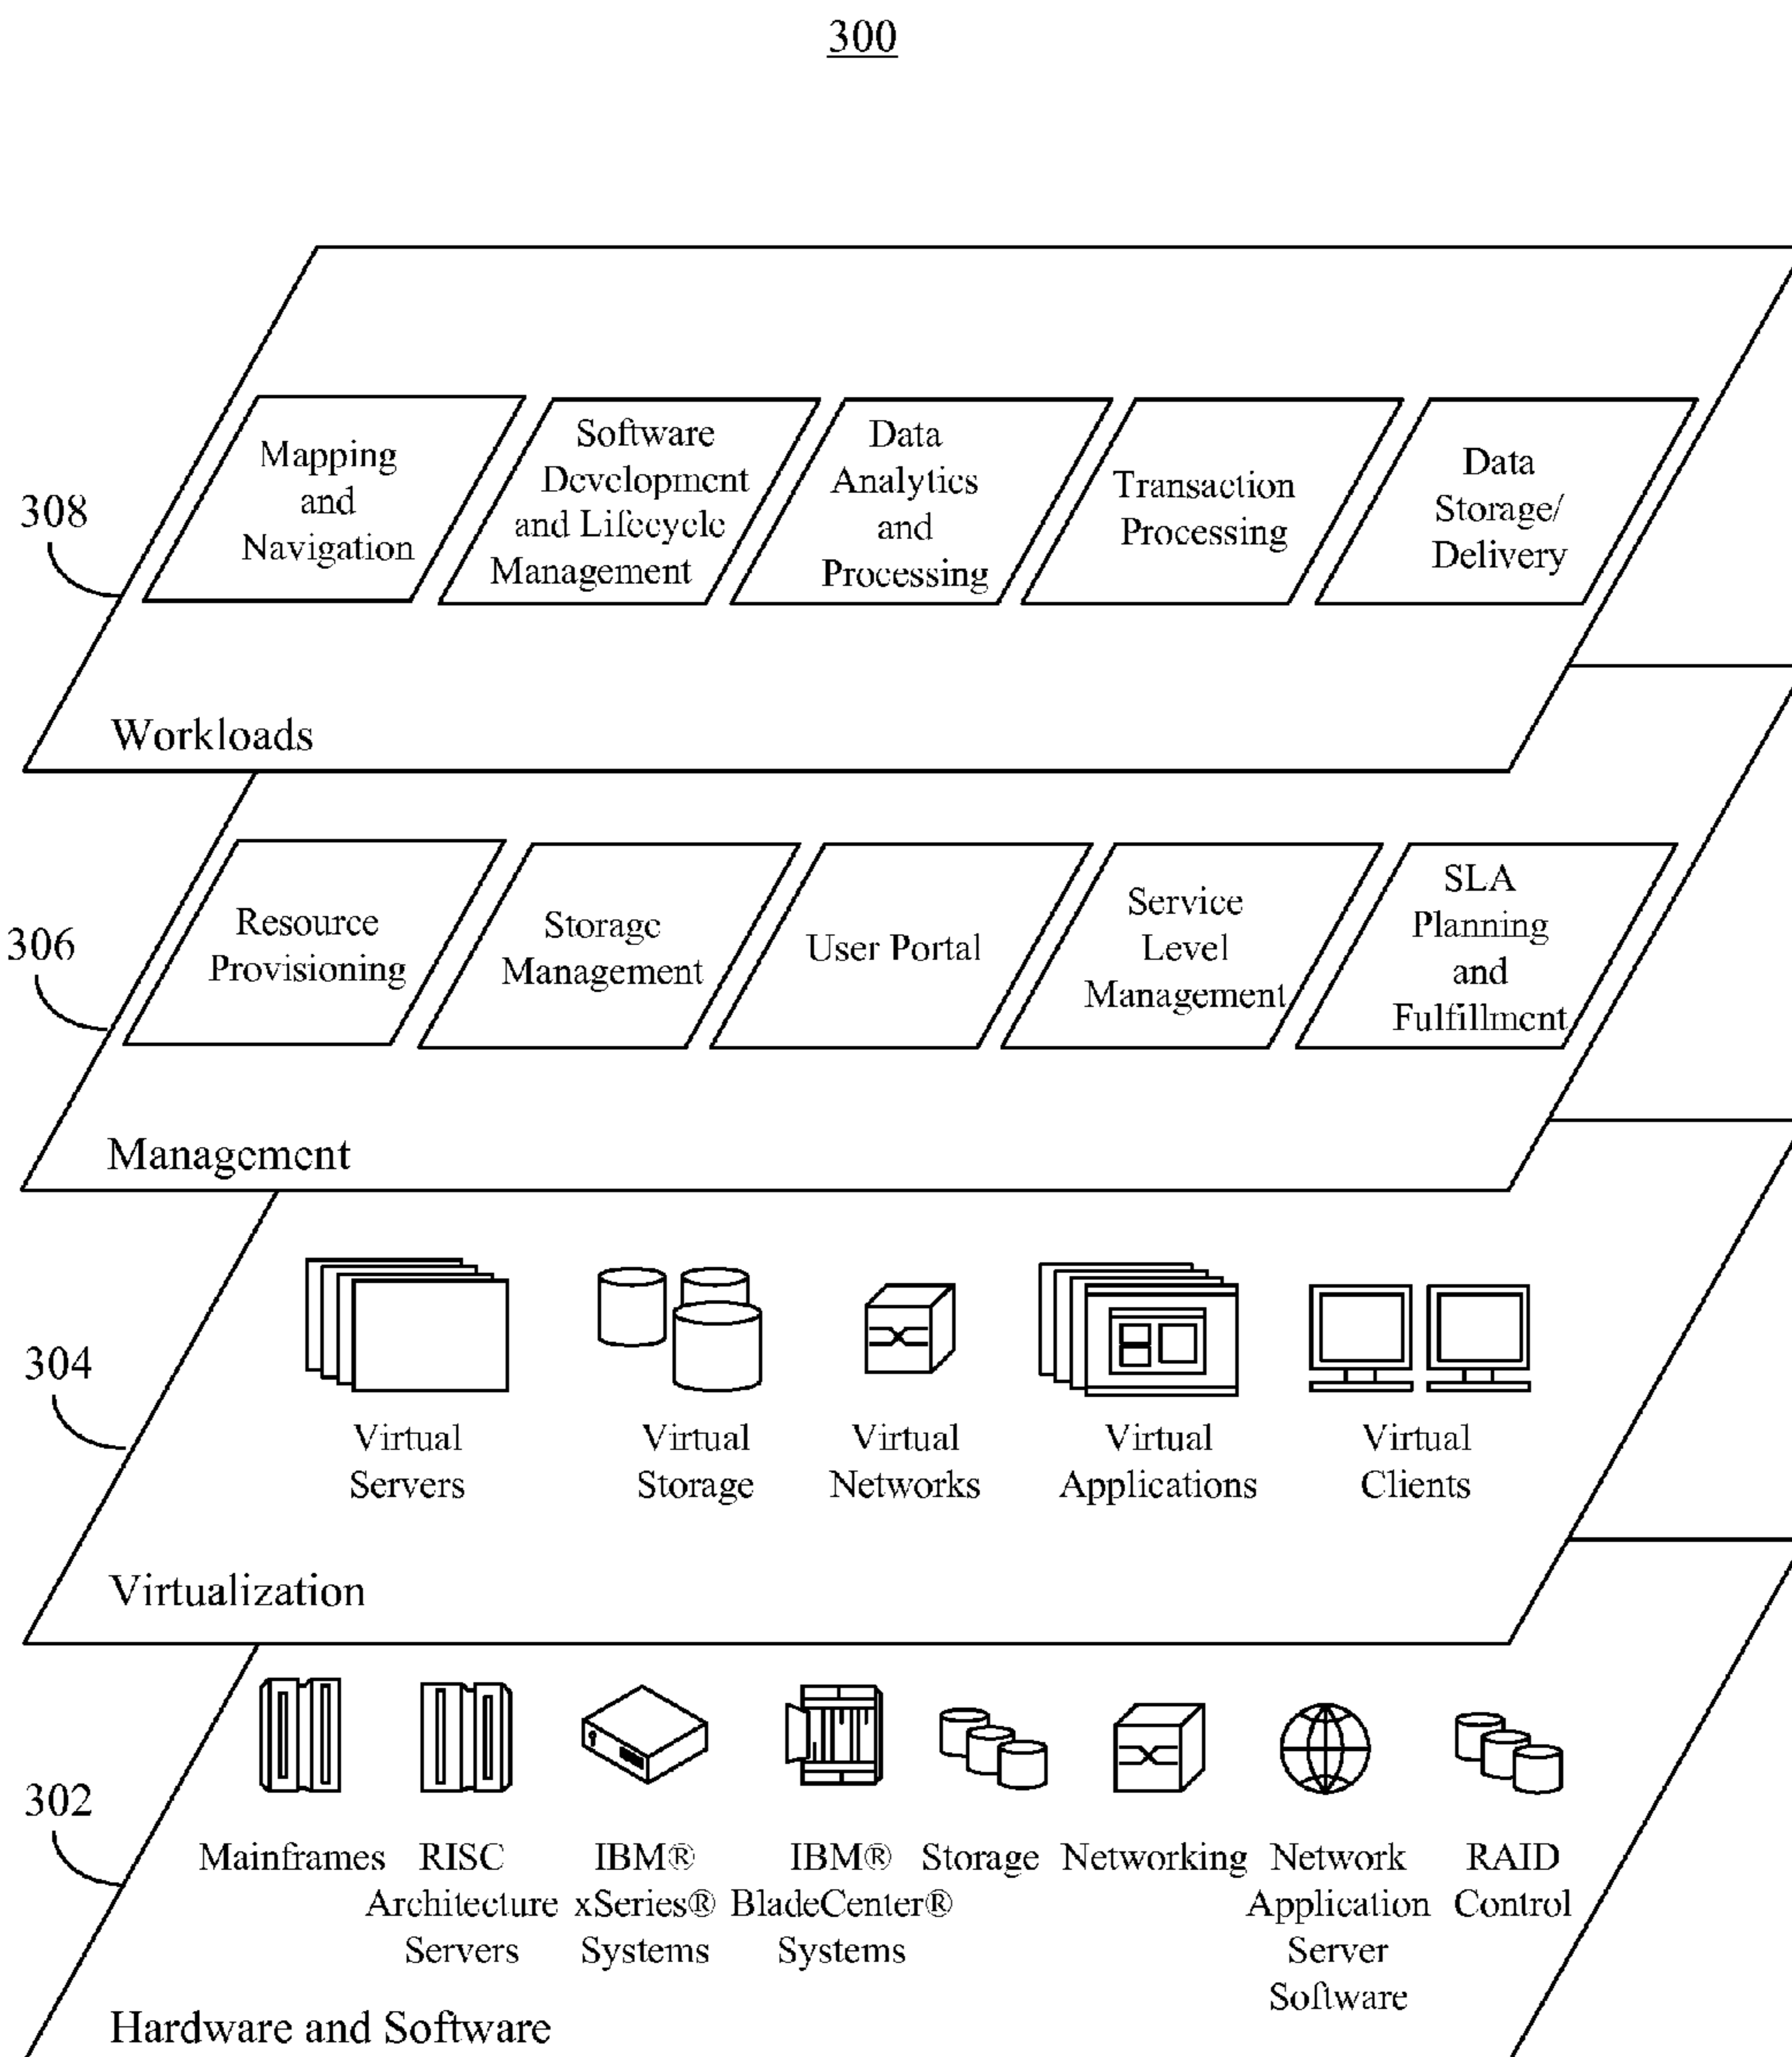 300
308
Mapping
and
Navigation
Software
Development
and Lifecycle
Management
Data
Analytics
and
Processing
Transaction
Processing
Data
Storage/
Delivery
Workloads
306
Resource
Provisioning
Storage
Management
User Portal
Service
Level
Management
SLA
Planning
and
Fulfillment
Management
304
Virtual
Servers
Virtual
Storage
Virtual
Networks
Virtual
Applications
Virtual
Clients
Virtualization
302
Mainframes
RISC
Architecture
Servers
IBM®
xSeries®
Systems
IBM®
BladeCenter®
Systems
Storage
Networking
Network
Application
Server
Software
RAID
Control
Hardware and Software